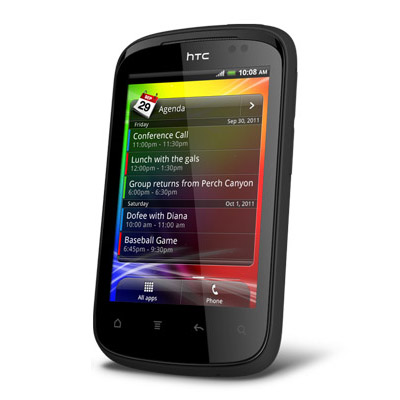 hTC
10:08 AM
SEP
29
Agenda
Friday Sep 30, 2011
Conference Call
11:00pm - 11:30pm
Lunch with the gals
12:00pm - 1:30pm
Group returns from Perch Canyon
6:00pm - 6:30pm
Saturday Oct 1, 2011
Dofee with Diana
10:00 am - 11:00 am
Baseball Game
6:45pm - 9:30pm
All apps Phone